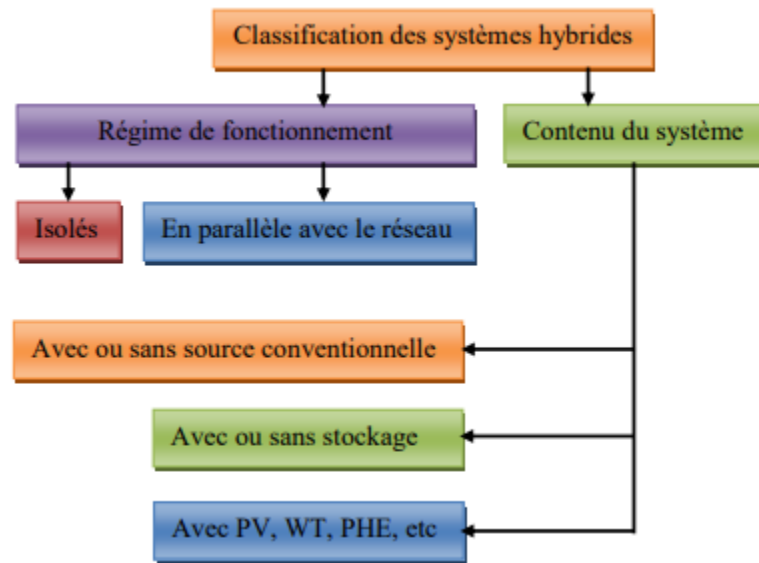 Classification des systèmes hybrides
Régime de fonctionnement
Contenu du système
Isolés
En parallèle avec le réseau
Avec ou sans source conventionnelle
Avec ou sans stockage
Avec PV, WT, PHE, etc